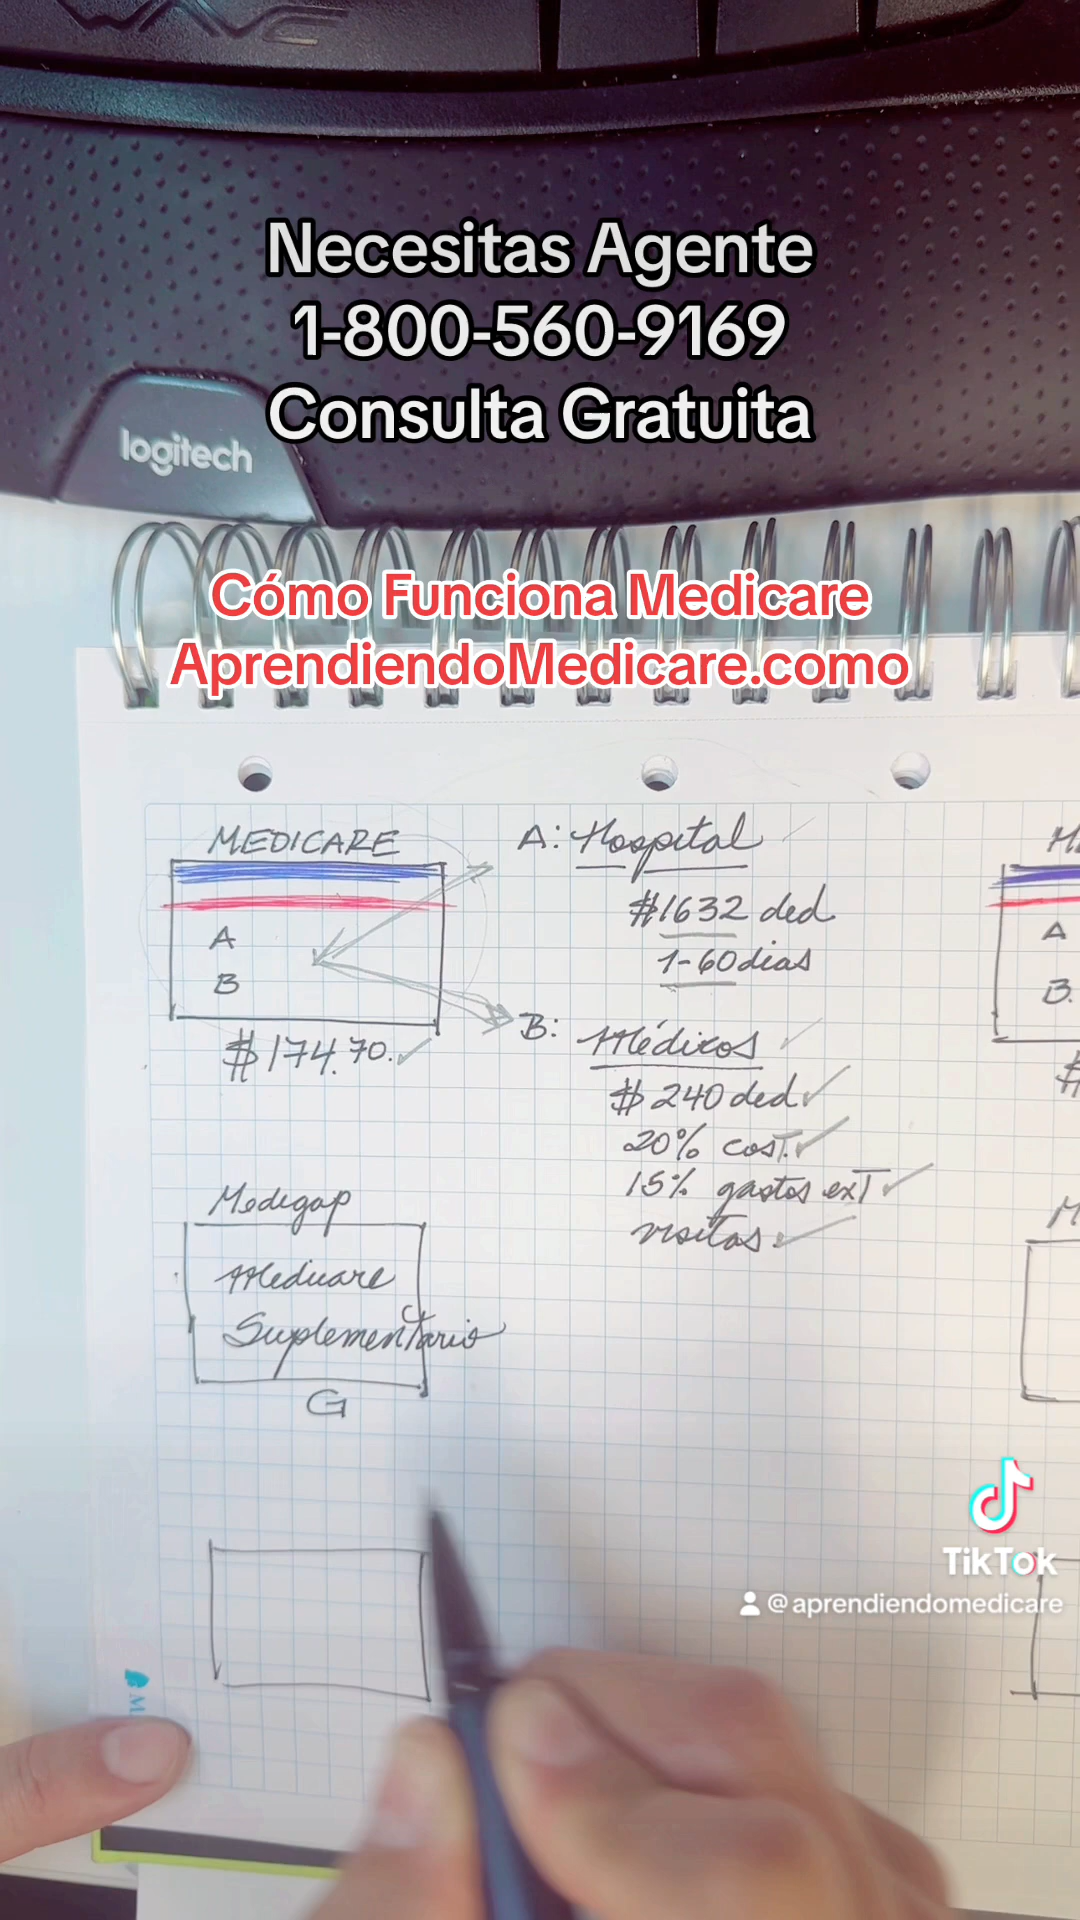 WAVE
Necesitas Agente
1-800-560-9169
Consulta Gratuita
logitech
Cómo Funciona Medicare
AprendiendoMedicare.como
MEDICARE
A
B
$174.70.
A: Hospital
$1632 ded
1-60 dias
B: Médicos
$240 ded
20% cost.
15% gastos ext
visitas.
Medigap
Medicare
Suplementario
G
M
A
B.
$
M
TikTok
@aprendiendomedicare